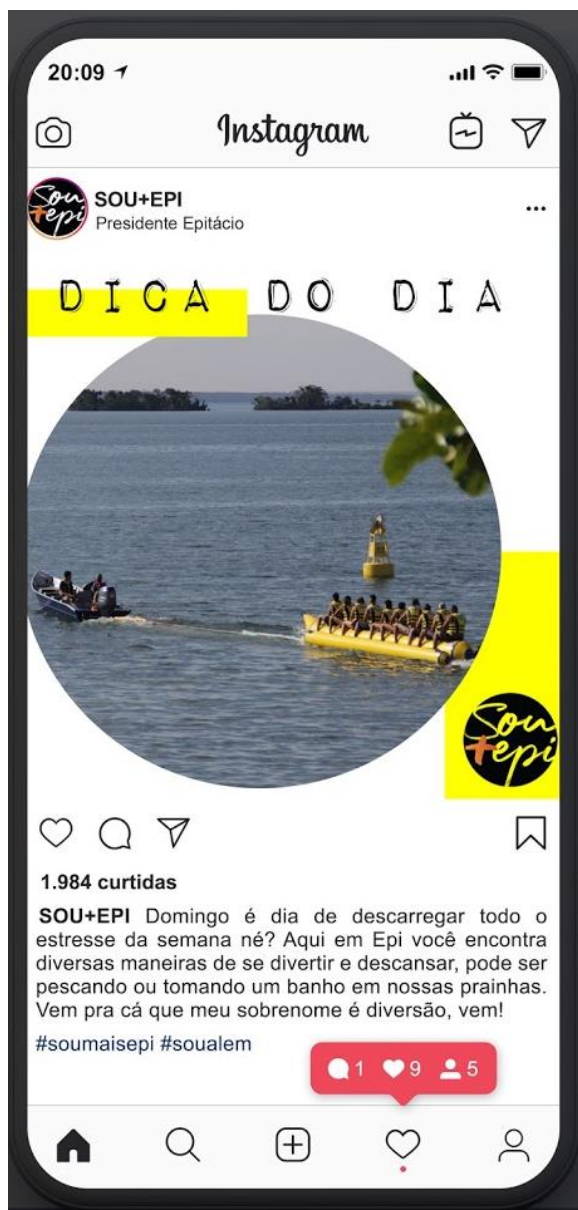 20:09
Instagram
Sou
+epi
SOU+EPI
Presidente Epitácio
DICA DO DIA
Sou
+epi
1.984 curtidas
SOU+EPI Domingo é dia de descarregar todo o
estresse da semana né? Aqui em Epi você encontra
diversas maneiras de se divertir e descansar, pode ser
pescando ou tomando um banho em nossas prainhas.
Vem pra cá que meu sobrenome é diversão, vem!
#soumaisepi #soualem
1 9 5